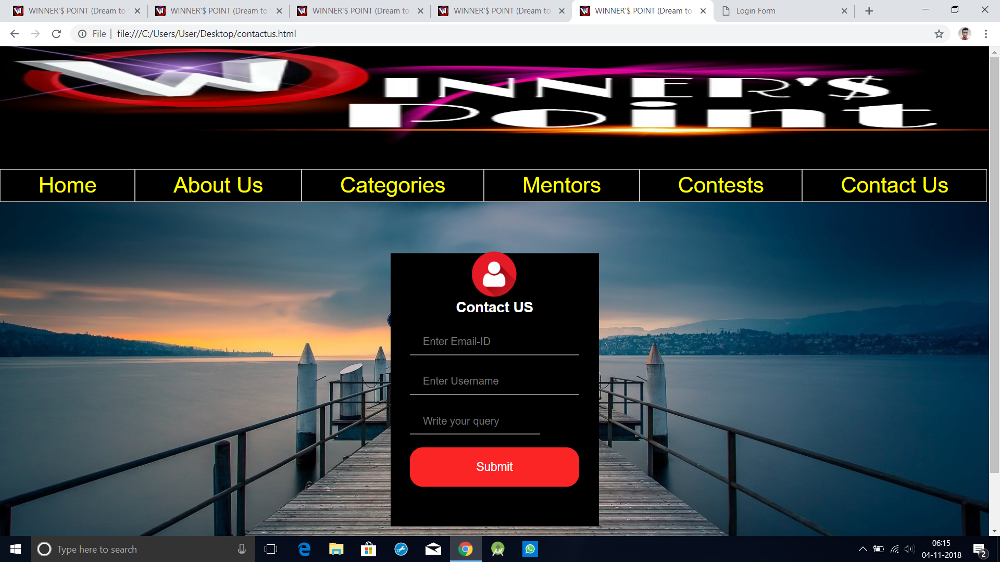 WINNER'$ POINT (Dream to
WINNER'$ POINT (Dream to
WINNER'$ POINT (Dream to
WINNER'$ POINT (Dream to
WINNER'$ POINT (Dream to
Login Form
File
file:///C:/Users/User/Desktop/contactus.html
WINNER'$
Point
Home
About Us
Categories
Mentors
Contests
Contact Us
Contact US
Enter Email-ID
Enter Username
Write your query
Submit
Type here to search
06:15
04-11-2018
2